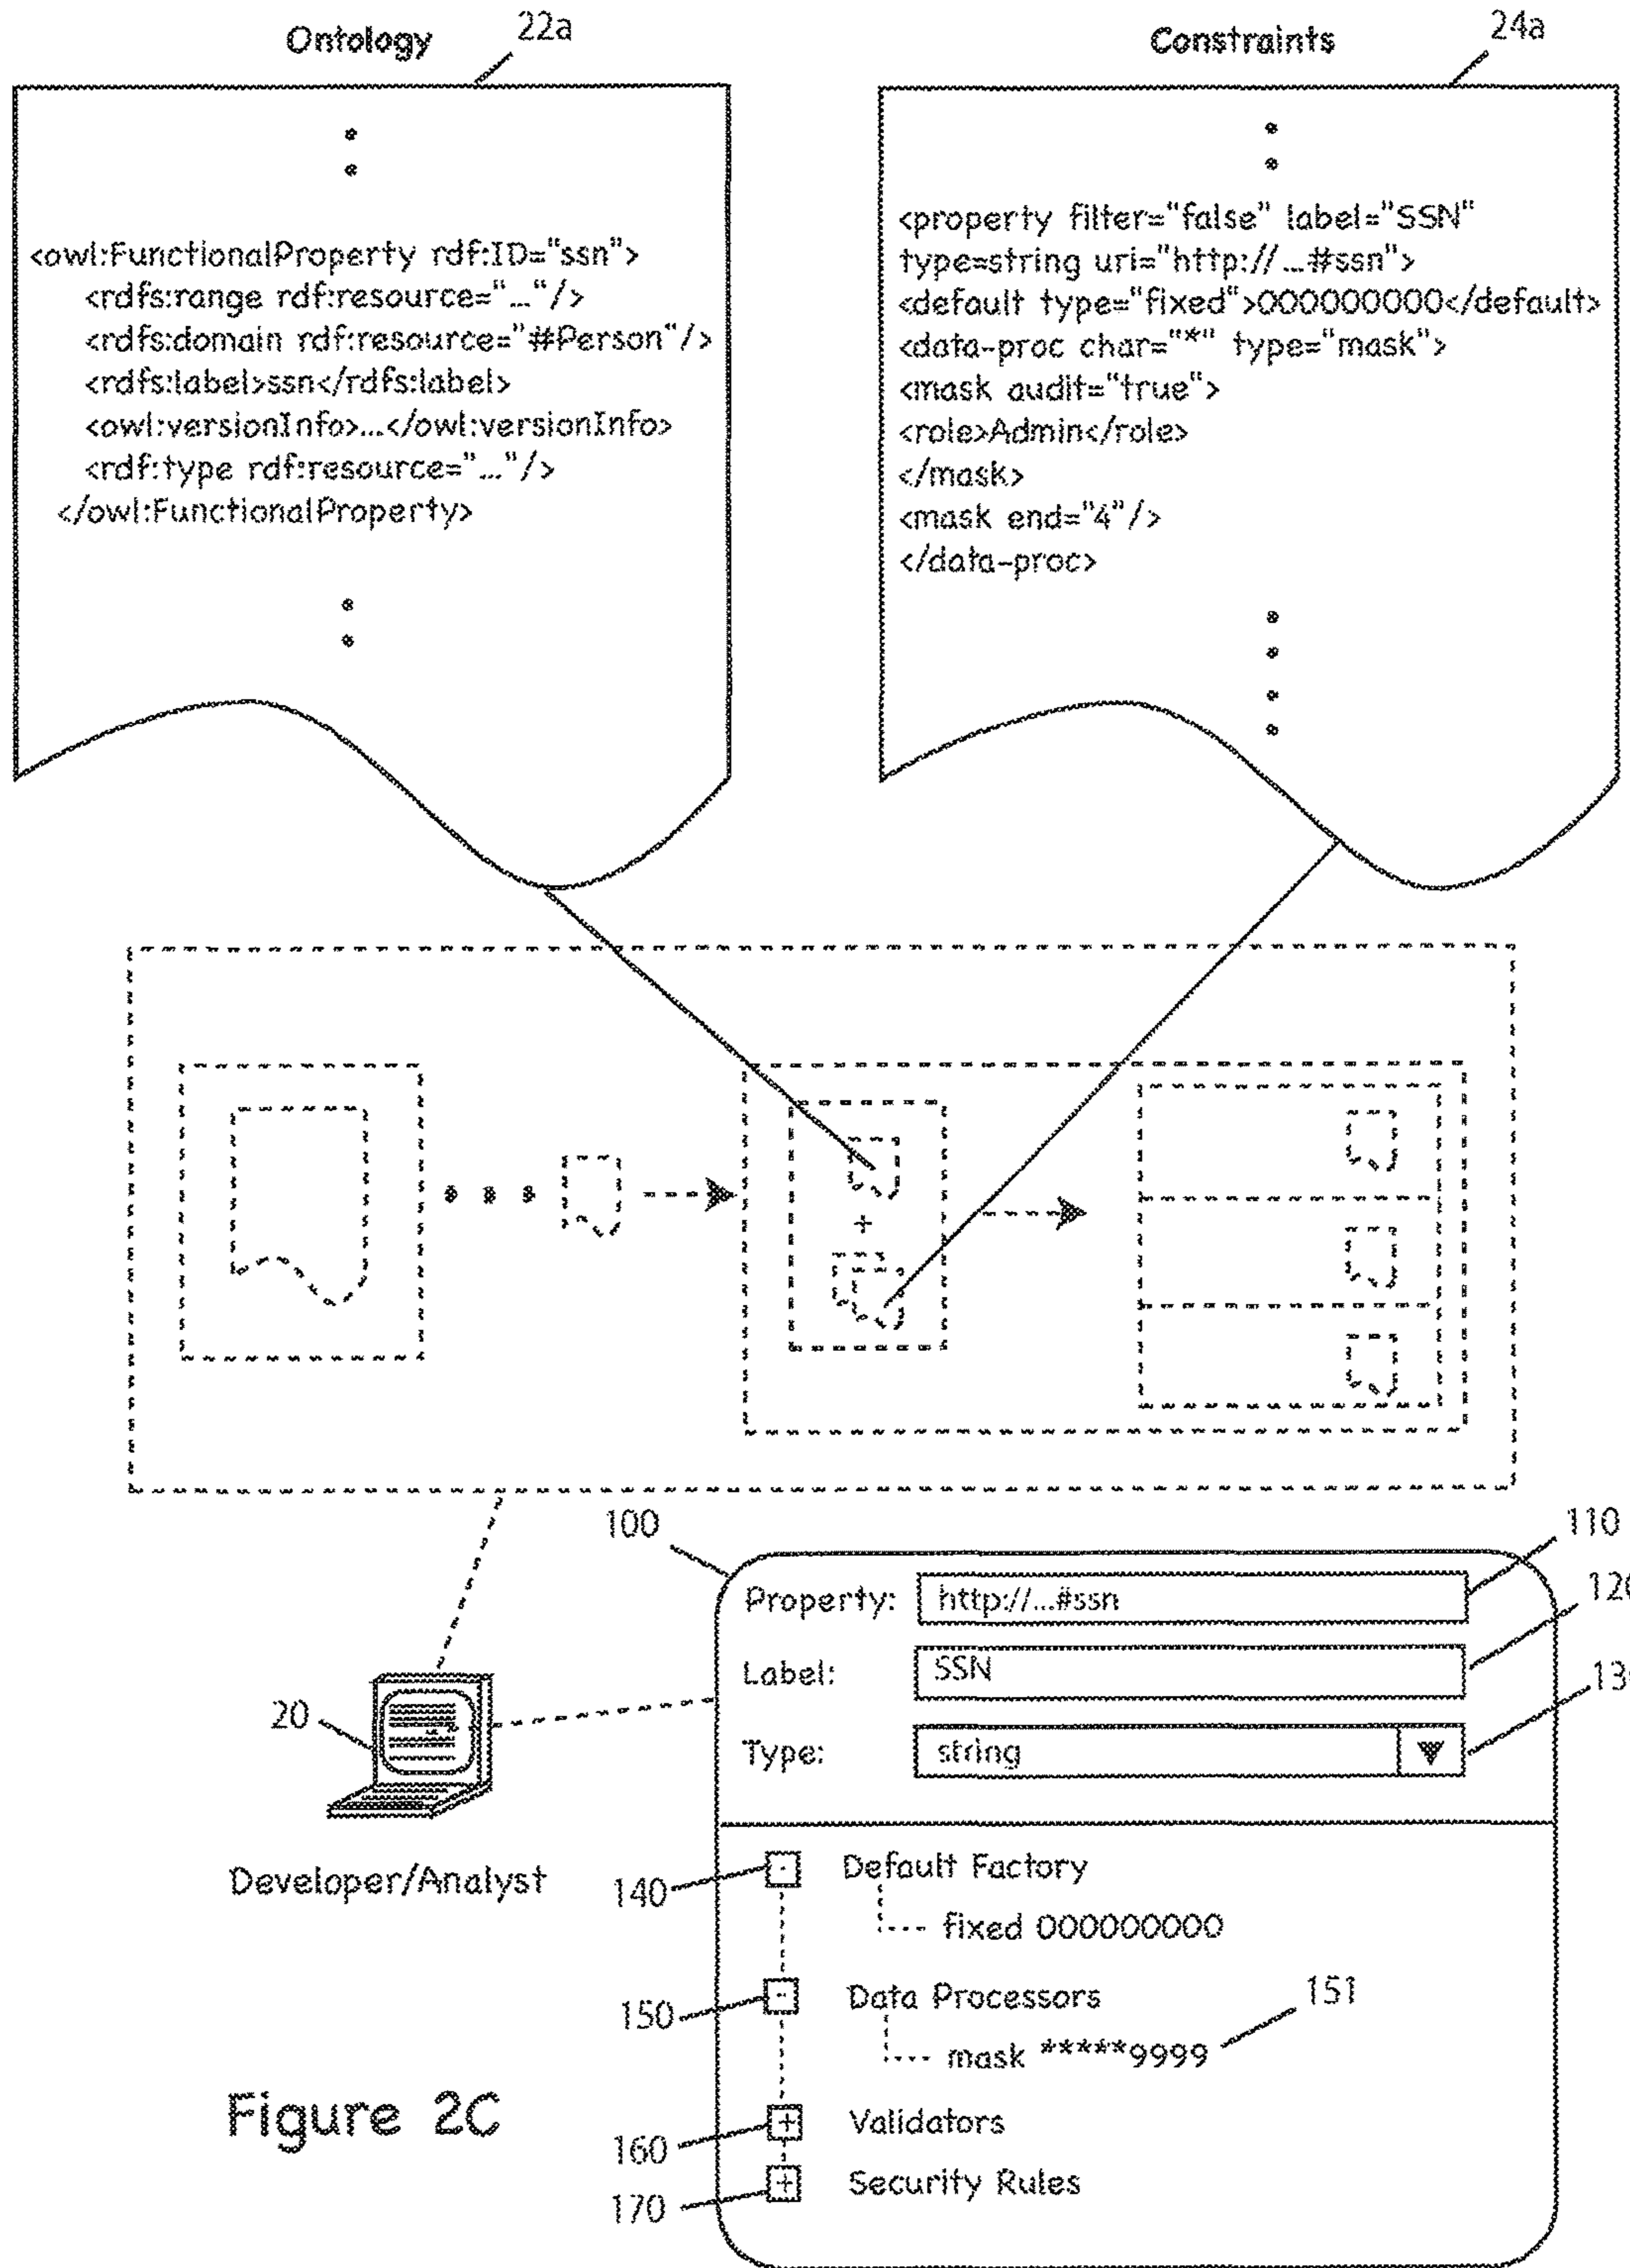 Ontology
22a
<owl:FunctionalProperty rdf:ID="ssn">
<rdfs:range rdf:resource="..."/>
<rdfs:domain rdf:resource="#Person"/>
<rdfs:label>ssn</rdfs:label>
<owl:versionInfo>...</owl:versionInfo>
<rdf:type rdf:resource="..."/>
</owl:FunctionalProperty>
Constraints
24a
<property filter="false" label="SSN"
type=string uri="http://...#ssn">
<default type="fixed">000000000</default>
<data-proc char="*" type="mask">
<mask audit="true">
<role>Admin</role>
</mask>
<mask end="4"/>
</data-proc>
+
100
110
Property: http://...#ssn
Label: SSN
20
Type: string
Developer/Analyst
140
- Default Factory
fixed 000000000
150
- Data Processors
151
mask *****9999
160
+ Validators
170
+ Security Rules
Figure 2C